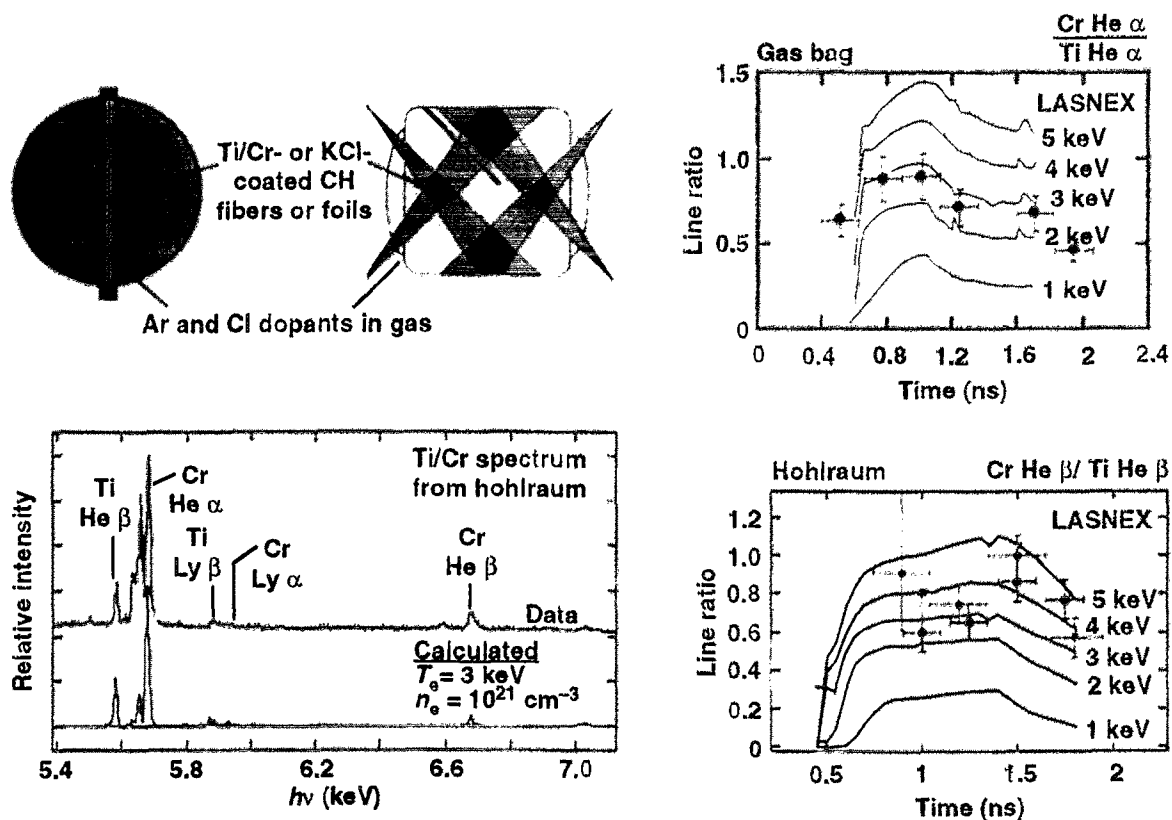 Ti/Cr- or KCl-
coated CH
fibers or foils
Ar and Cl dopants in gas
Gas bag
Cr He α
Ti He α
LASNEX
5 keV
4 keV
3 keV
2 keV
1 keV
Line ratio
1.5
1.0
0.5
0
0 0.4 0.8 1.2 1.6 2 2.4
Time (ns)
Ti/Cr spectrum
from hohlraum
Ti
He β
Cr
He α
Ti
Ly β
Cr
Ly α
Cr
He β
Data
Calculated
Tₑ= 3 keV
nₑ = 10²¹ cm⁻³
Relative intensity
5.4 5.8 6.2 6.6 7.0
hν (keV)
Hohlraum
Cr He β/ Ti He β
LASNEX
5 keV
4 keV
3 keV
2 keV
1 keV
Line ratio
1.2
1.0
0.8
0.6
0.4
0.2
0
0.5 1 1.5 2
Time (ns)